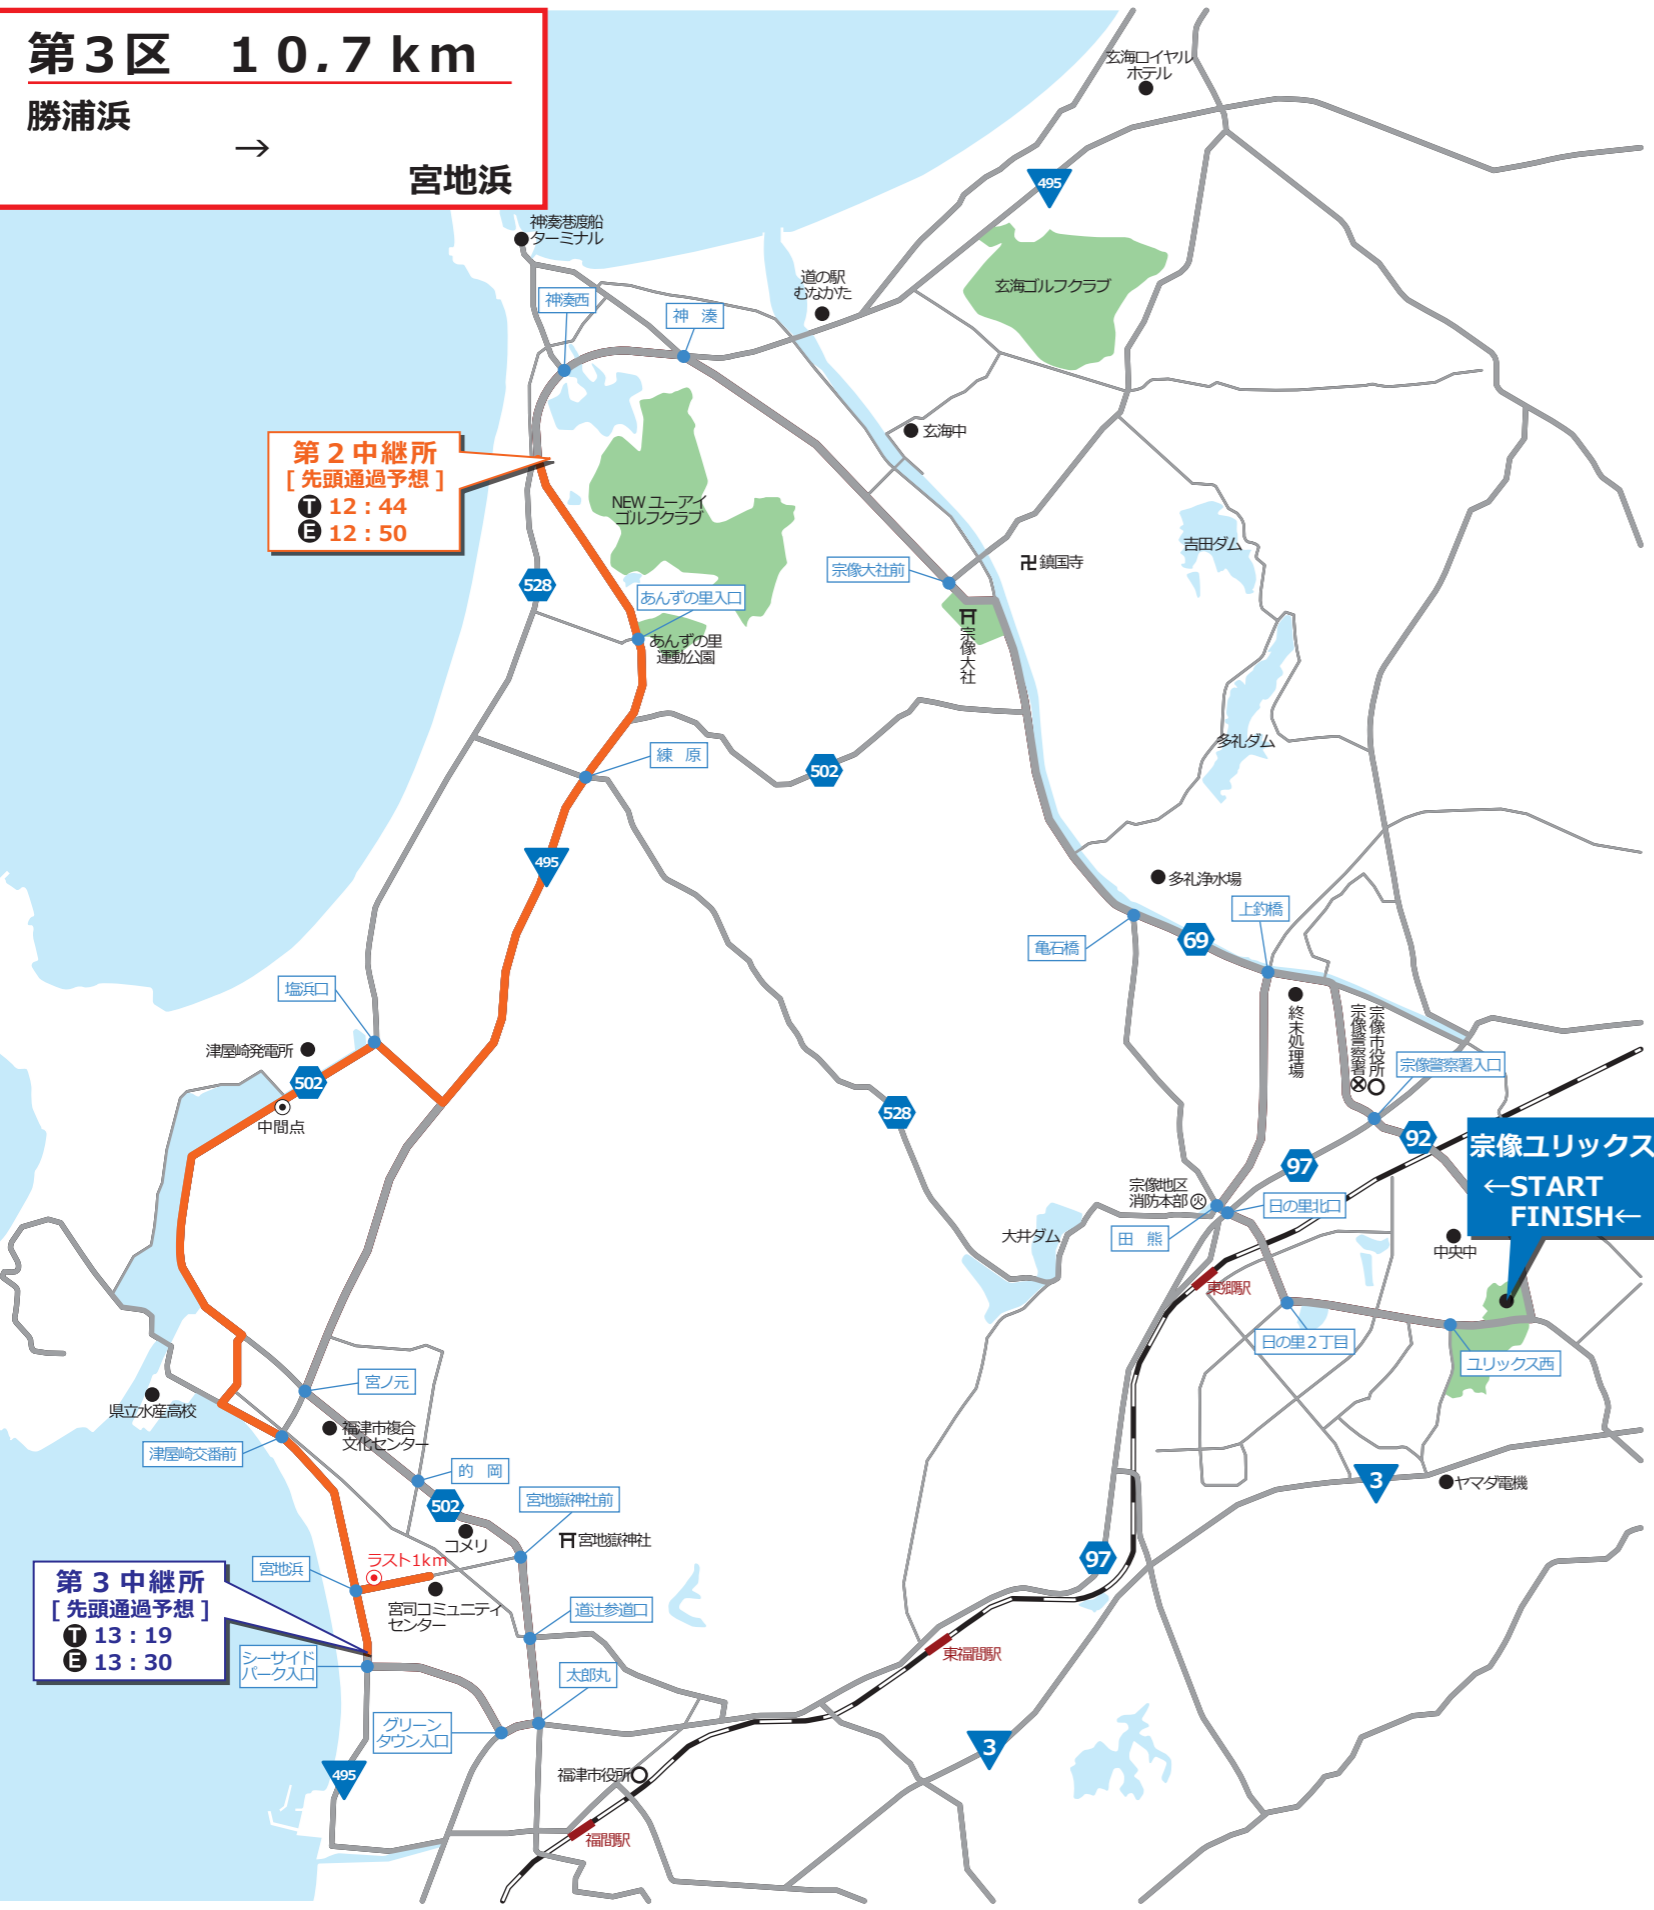 第3区　１０.７ｋｍ
勝浦浜
→
宮地浜
玄海ロイヤル
ホテル
495
神湊港渡船
ターミナル
道の駅
むなかた
玄海ゴルフクラブ
神湊西
神　湊
玄海中
第２中継所
[ 先頭通過予想 ]
T 12：44
E 12：50
NEW ユーアイ
ゴルフクラブ
吉田ダム
卍 鎮国寺
宗像大社前
528
あんずの里入口
宗像大社
あんずの里
運動公園
多礼ダム
練　原
502
495
多礼浄水場
上釣橋
亀石橋
69
塩浜口
終末処理場
宗像警察署
宗像市役所
津屋崎発電所
宗像警察署入口
502
中間点
528
92
宗像ユリックス
←START
FINISH←
97
宗像地区
消防本部
火
日の里北口
田　熊
大井ダム
中央中
東郷駅
日の里２丁目
ユリックス西
宮ノ元
県立水産高校
福津市複合
文化センター
津屋崎交番前
的　岡
502
3
ヤマダ電機
宮地嶽神社前
コメリ
宮地嶽神社
ラスト1km
宮地浜
97
第３中継所
[ 先頭通過予想 ]
T 13：19
E 13：30
宮司コミュニティ
センター
道辻参道口
シーサイド
パーク入口
東福間駅
太郎丸
グリーン
タウン入口
3
495
福津市役所
福間駅